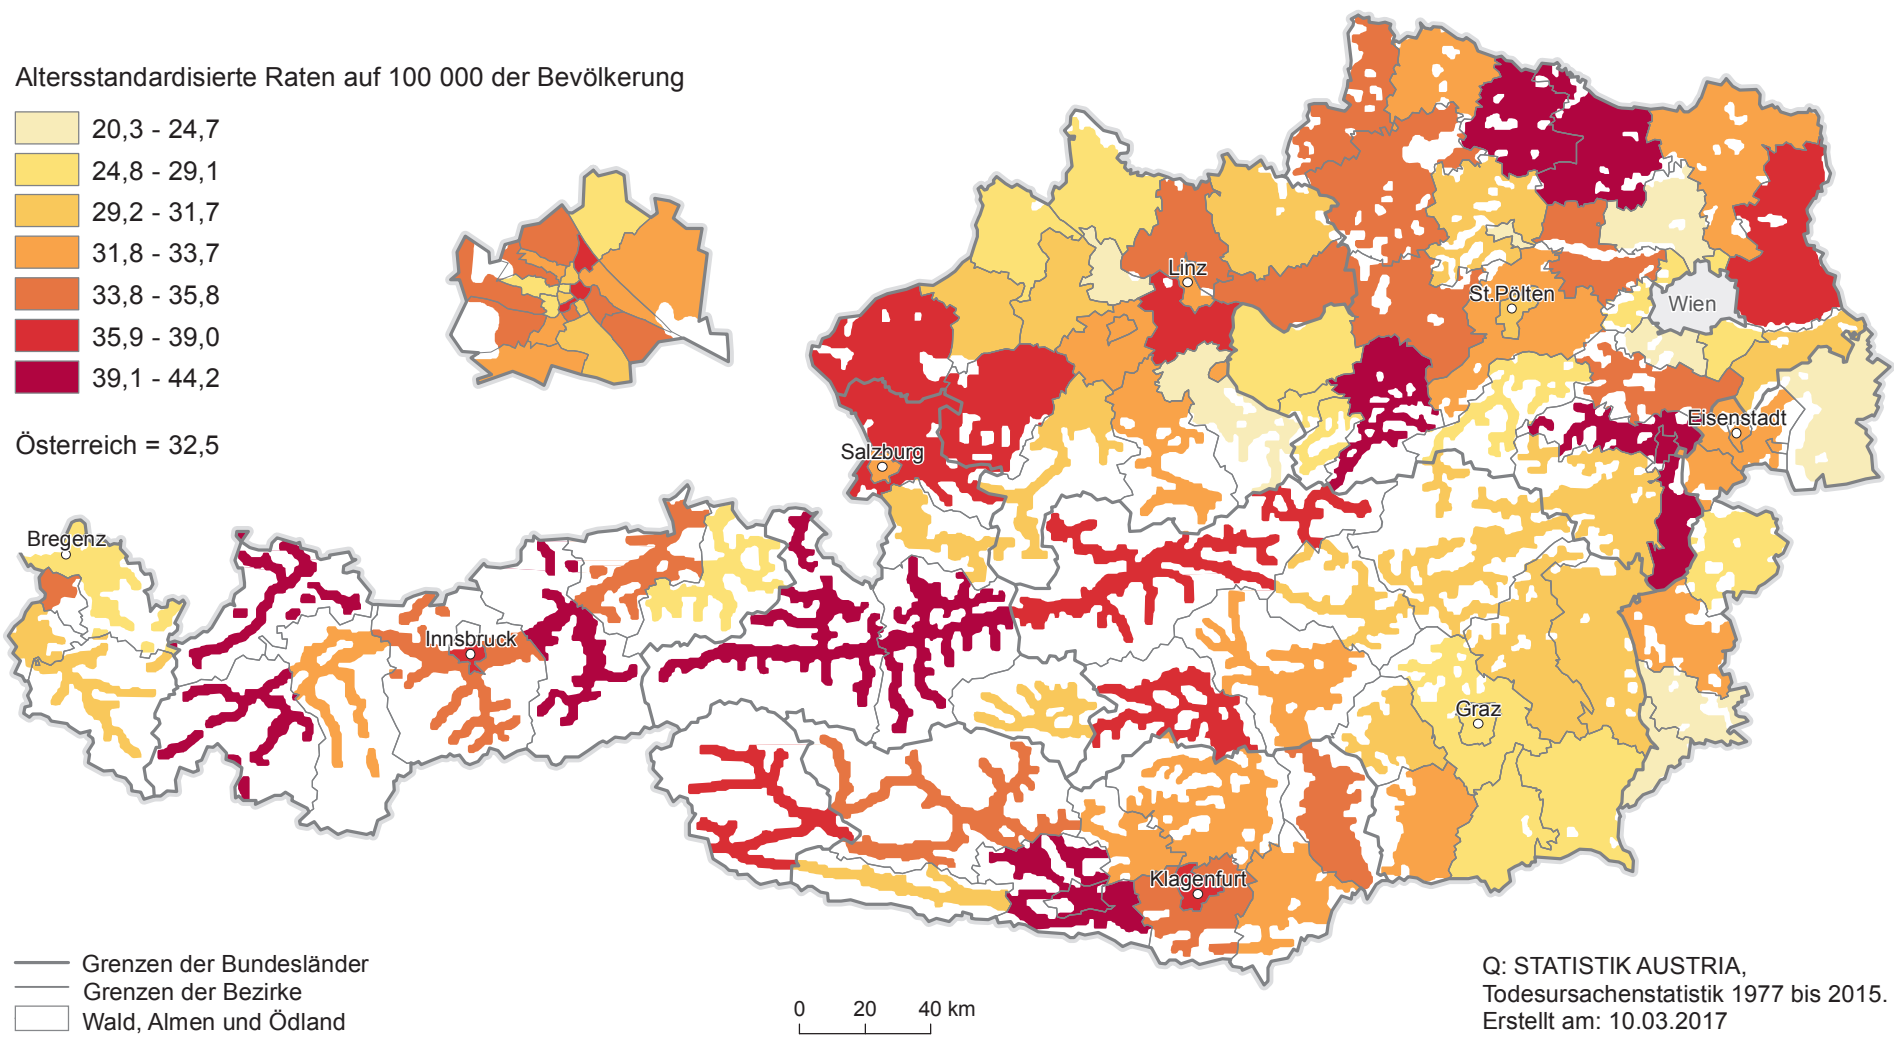 Altersstandardisierte Raten auf 100 000 der Bevölkerung
20,3 - 24,7
24,8 - 29,1
29,2 - 31,7
31,8 - 33,7
33,8 - 35,8
35,9 - 39,0
39,1 - 44,2
Österreich = 32,5
Linz
St.Pölten
Wien
Eisenstadt
Salzburg
Bregenz
Innsbruck
Graz
Klagenfurt
Grenzen der Bundesländer
Grenzen der Bezirke
Wald, Almen und Ödland
0 20 40 km
Q: STATISTIK AUSTRIA,
Todesursachenstatistik 1977 bis 2015.
Erstellt am: 10.03.2017